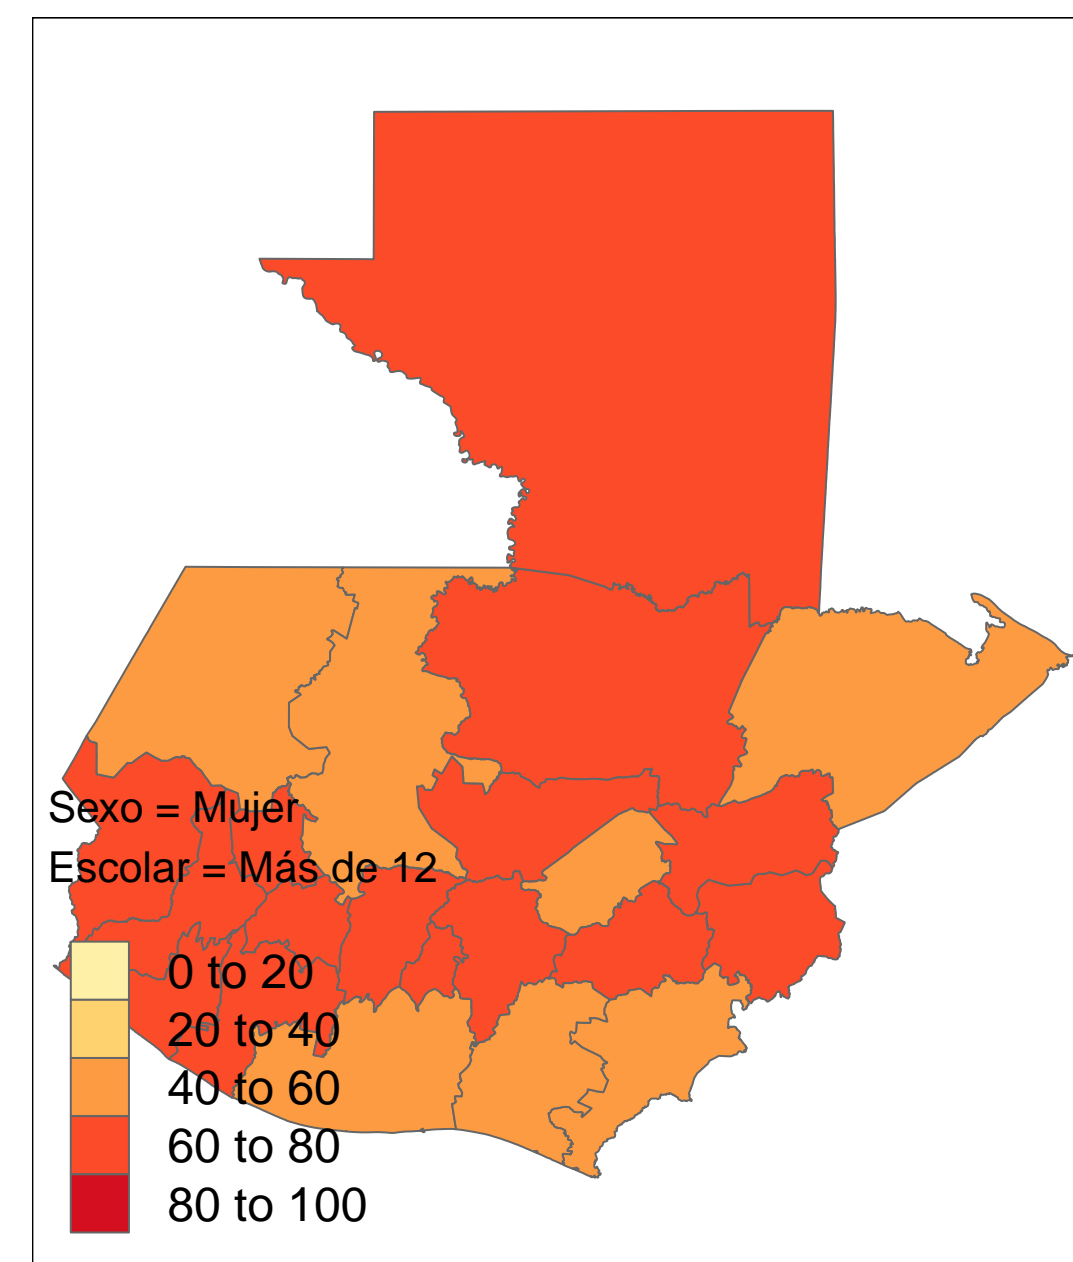 Sexo = Mujer
Escolar = Más de 12
0 to 20
20 to 40
40 to 60
60 to 80
80 to 100